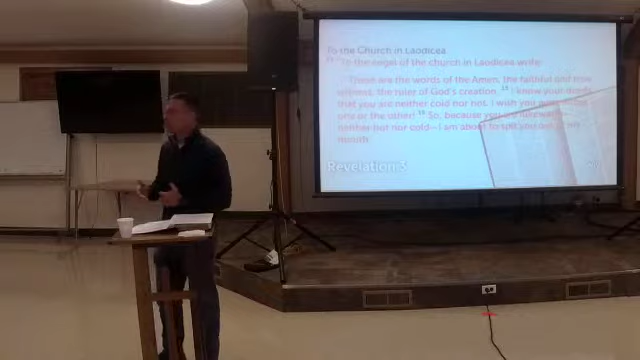 To the Church in Laodicea
14 "To the angel of the church in Laodicea write:
These are the words of the Amen, the faithful and true
witness, the ruler of God's creation. 15 I know your deeds,
that you are neither cold nor hot. I wish you were either
one or the other! 16 So, because you are lukewarm—
neither hot nor cold—I am about to spit you out of my
mouth.
Revelation 3